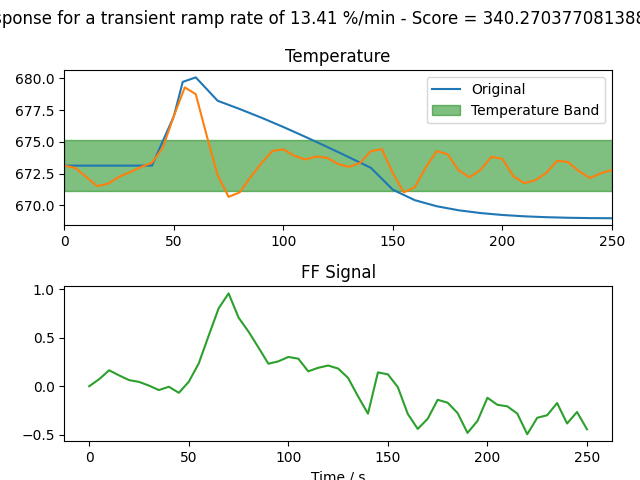 sponse for a transient ramp rate of 13.41 %/min - Score = 340.270377081388
Temperature
680.0
677.5
675.0
672.5
670.0
Original
Temperature Band
0 50 100 150 200 250
FF Signal
1.0
0.5
0.0
−0.5
0 50 100 150 200 250
Time / s